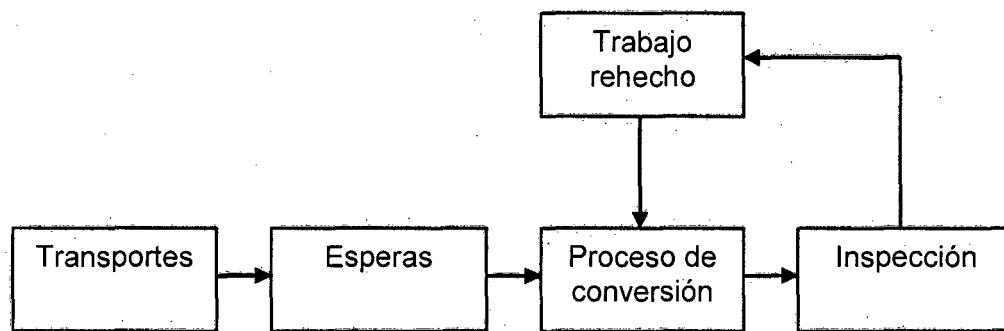 Trabajo
rehecho
Transportes
Esperas
Proceso de
conversión
Inspección